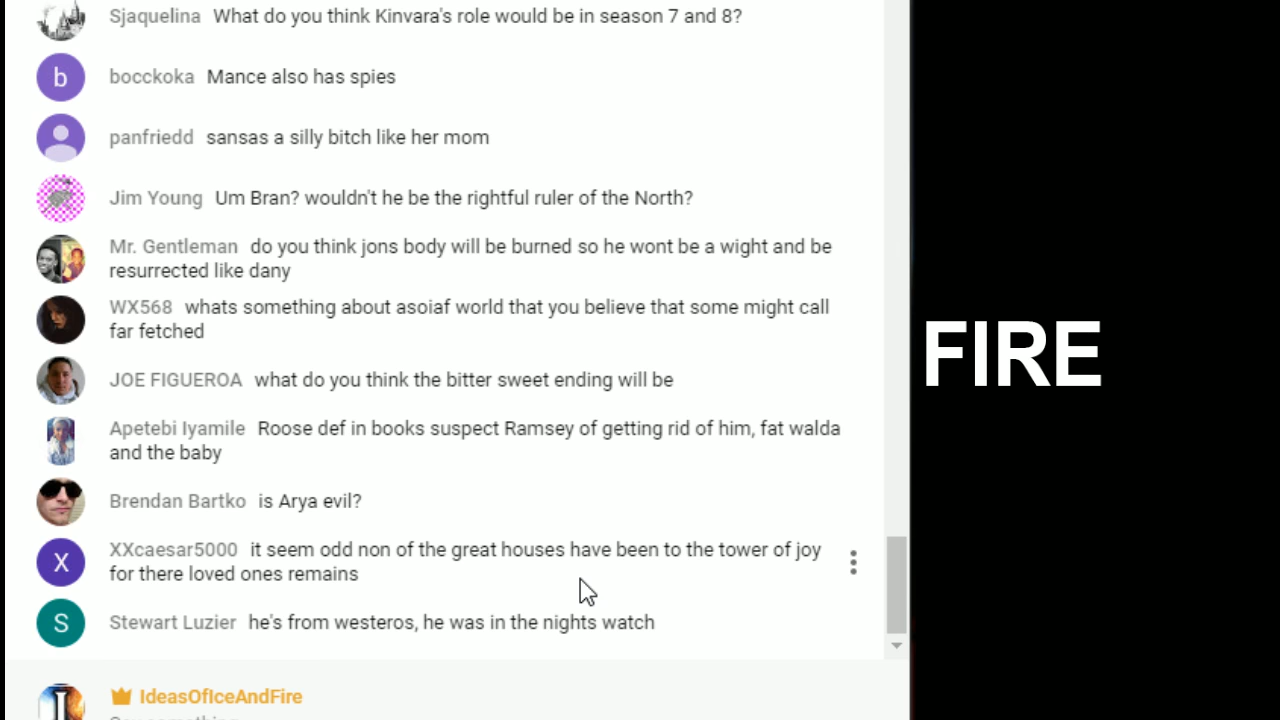 Sjaquelina What do you think Kinvara's role would be in season 7 and 8?
b bocckoka Mance also has spies
panfriedd sansas a silly bitch like her mom
Jim Young Um Bran? wouldn't he be the rightful ruler of the North?
Mr. Gentleman do you think jons body will be burned so he wont be a wight and be
resurrected like dany
WX568 whats something about asoiaf world that you believe that some might call
far fetched
FIRE
JOE FIGUEROA what do you think the bitter sweet ending will be
Apetebi Iyamile Roose def in books suspect Ramsey of getting rid of him, fat walda
and the baby
Brendan Bartko is Arya evil?
X XXcaesar5000 it seem odd non of the great houses have been to the tower of joy
for there loved ones remains
S Stewart Luzier he's from westeros, he was in the nights watch
I IdeasOfIceAndFire